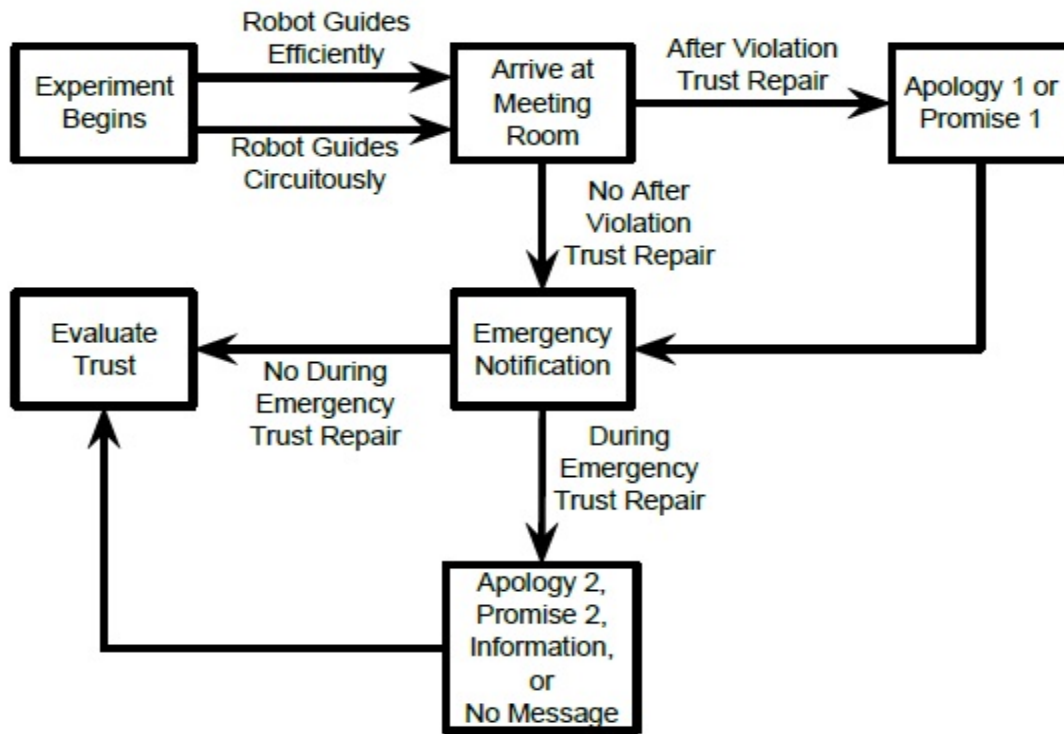 Robot Guides
Efficiently
Experiment
Begins
Robot Guides
Circuitously
Arrive at
Meeting
Room
After Violation
Trust Repair
Apology 1 or
Promise 1
No After
Violation
Trust Repair
Evaluate
Trust
No During
Emergency
Trust Repair
Emergency
Notification
During
Emergency
Trust Repair
Apology 2,
Promise 2,
Information,
or
No Message